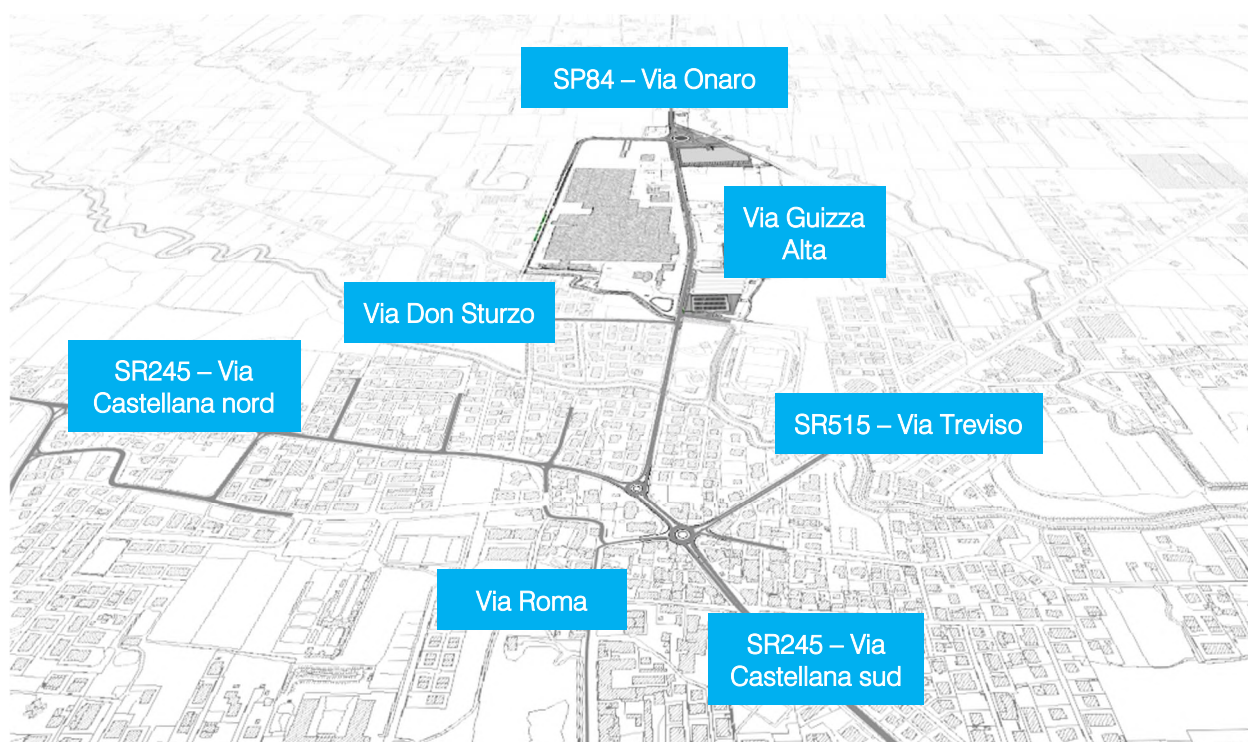 SP84 – Via Onaro
Via Guizza
Alta
Via Don Sturzo
SR245 – Via
Castellana nord
SR515 – Via Treviso
Via Roma
SR245 – Via
Castellana sud